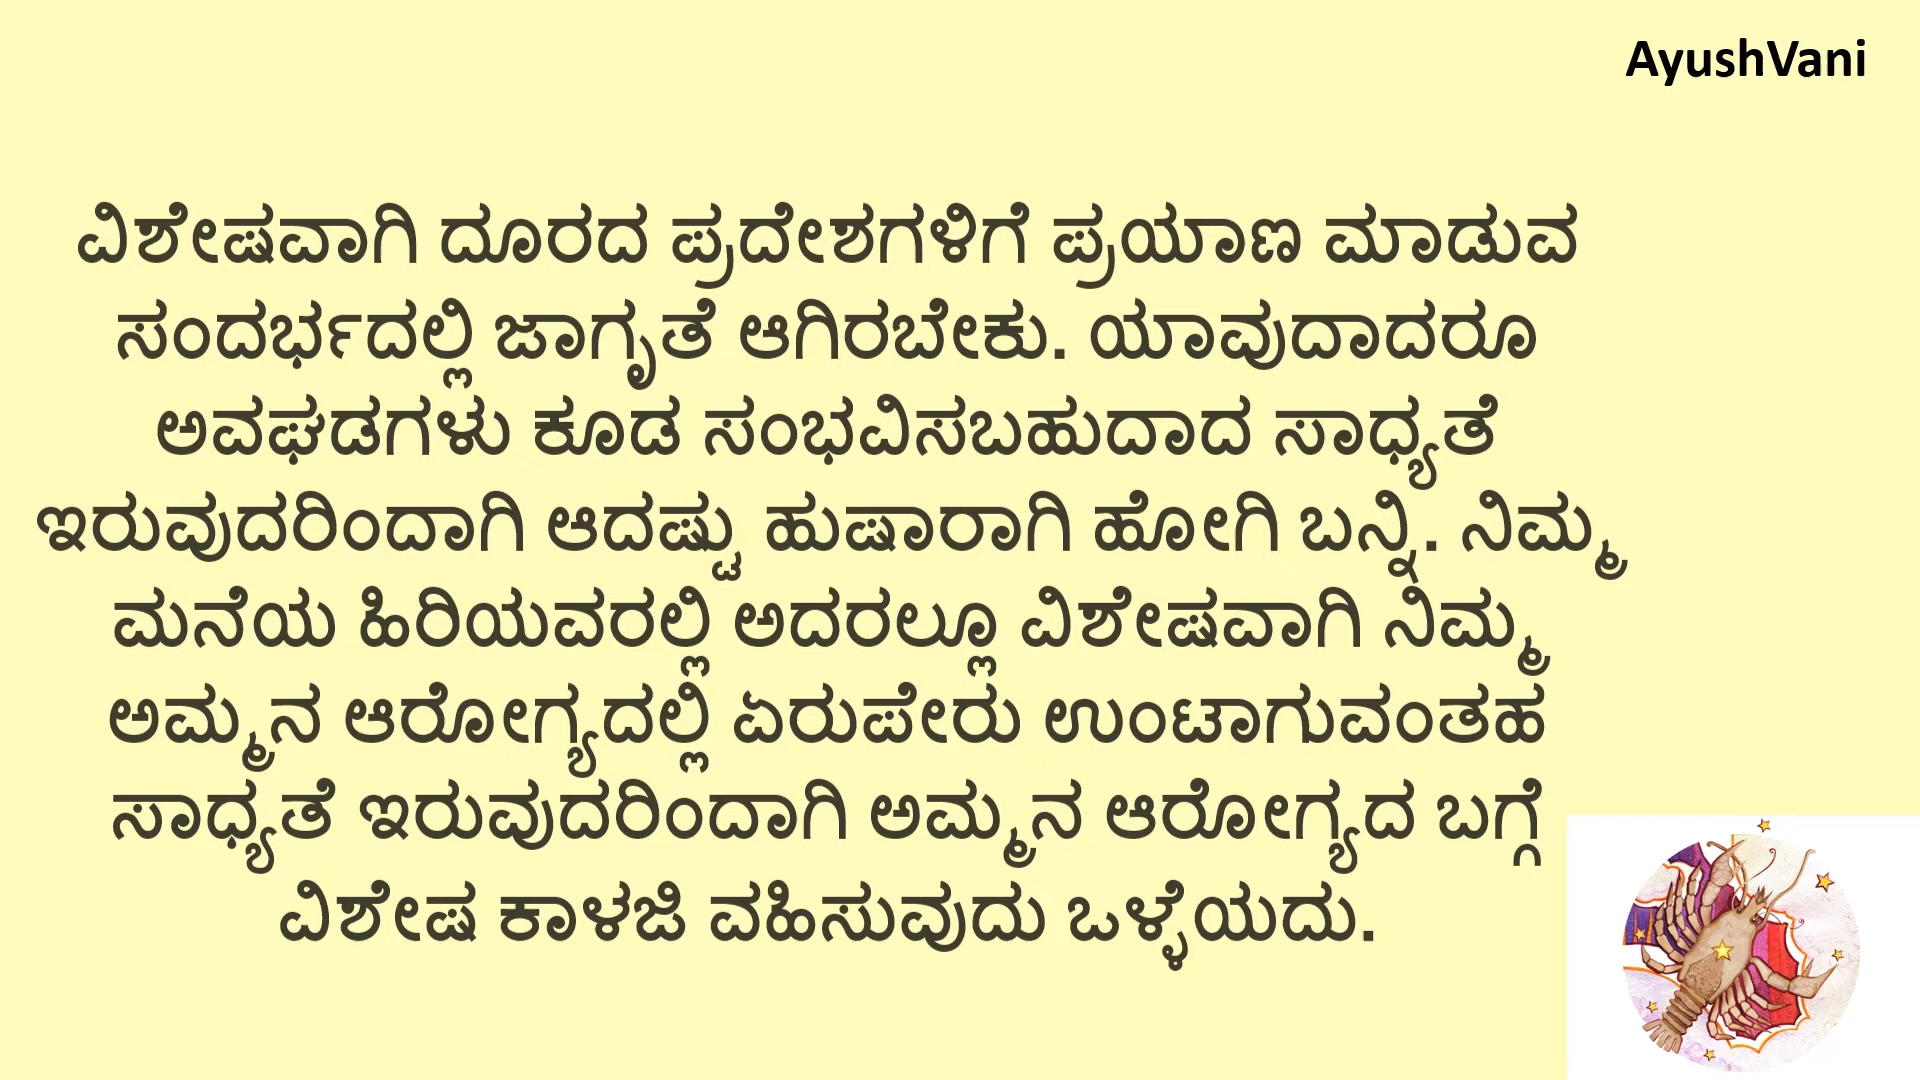 AyushVani
ವಿಶೇಷವಾಗಿ ದೂರದ ಪ್ರದೇಶಗಳಿಗೆ ಪ್ರಯಾಣ ಮಾಡುವ
ಸಂದರ್ಭದಲ್ಲಿ ಜಾಗೃತೆ ಆಗಿರಬೇಕು. ಯಾವುದಾದರೂ
ಅವಘಡಗಳು ಕೂಡ ಸಂಭವಿಸಬಹುದಾದ ಸಾಧ್ಯತೆ
ಇರುವುದರಿಂದಾಗಿ ಆದಷ್ಟು ಹುಷಾರಾಗಿ ಹೋಗಿ ಬನ್ನಿ. ನಿಮ್ಮ
ಮನೆಯ ಹಿರಿಯವರಲ್ಲಿ ಅದರಲ್ಲೂ ವಿಶೇಷವಾಗಿ ನಿಮ್ಮ
ಅಮ್ಮನ ಆರೋಗ್ಯದಲ್ಲಿ ಏರುಪೇರು ಉಂಟಾಗುವಂತಹ
ಸಾಧ್ಯತೆ ಇರುವುದರಿಂದಾಗಿ ಅಮ್ಮನ ಆರೋಗ್ಯದ ಬಗ್ಗೆ
ವಿಶೇಷ ಕಾಳಜಿ ವಹಿಸುವುದು ಒಳ್ಳೆಯದು.